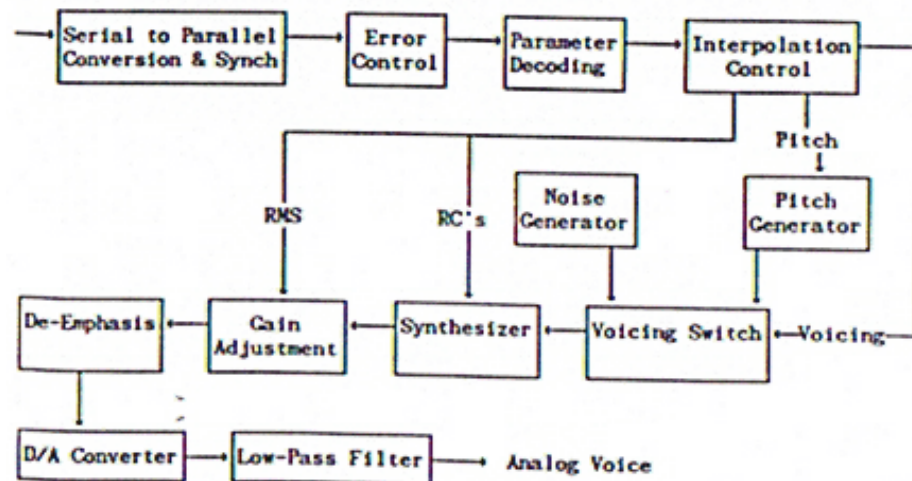 Serial to Parallel
Conversion & Synch
Error
Control
Parameter
Decoding
Interpolation
Control
Pitch
Noise
Generator
Pitch
Generator
RMS
RC's
De-Emphasis
Gain
Adjustment
Synthesizer
Voicing Switch
Voicing
D/A Converter
Low-Pass Filter
Analog Voice